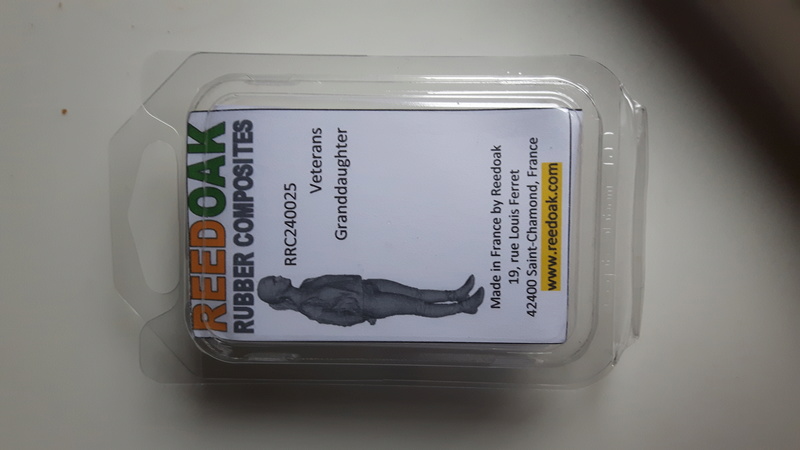 REEDOAK
RUBBER COMPOSITES
RRC240025
Veterans
Granddaughter
Made in France by Reedoak
19, rue Louis Ferret
42400 Saint-Chamond, France
www.reedoak.com